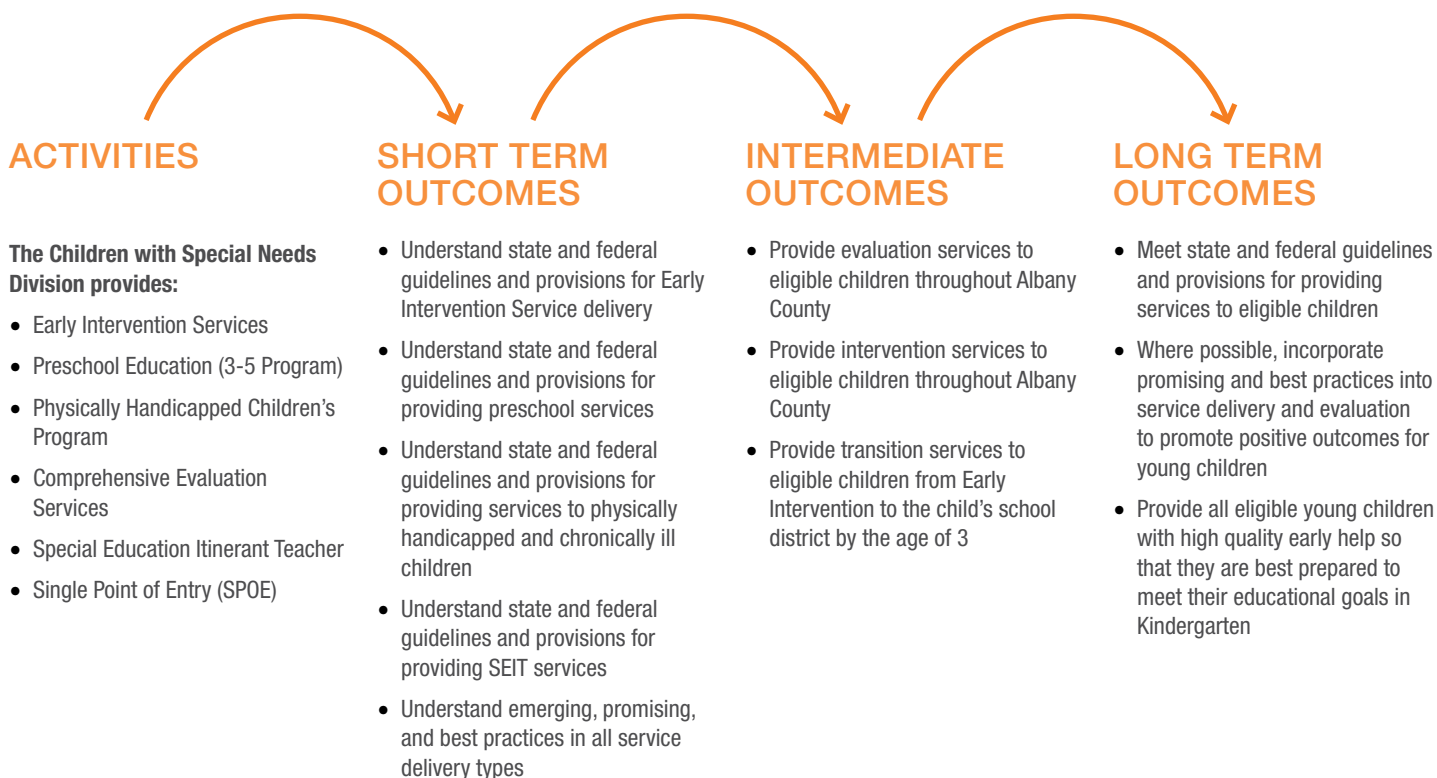 ACTIVITIES
The Children with Special Needs
Division provides:
• Early Intervention Services
• Preschool Education (3-5 Program)
• Physically Handicapped Children's
Program
• Comprehensive Evaluation
Services
• Special Education Itinerant Teacher
• Single Point of Entry (SPOE)
SHORT TERM
OUTCOMES
• Understand state and federal
guidelines and provisions for Early
Intervention Service delivery
• Understand state and federal
guidelines and provisions for
providing preschool services
• Understand state and federal
guidelines and provisions for
providing services to physically
handicapped and chronically ill
children
• Understand state and federal
guidelines and provisions for
providing SEIT services
• Understand emerging, promising,
and best practices in all service
delivery types
INTERMEDIATE
OUTCOMES
• Provide evaluation services to
eligible children throughout Albany
County
• Provide intervention services to
eligible children throughout Albany
County
• Provide transition services to
eligible children from Early
Intervention to the child's school
district by the age of 3
LONG TERM
OUTCOMES
• Meet state and federal guidelines
and provisions for providing
services to eligible children
• Where possible, incorporate
promising and best practices into
service delivery and evaluation
to promote positive outcomes for
young children
• Provide all eligible young children
with high quality early help so
that they are best prepared to
meet their educational goals in
Kindergarten